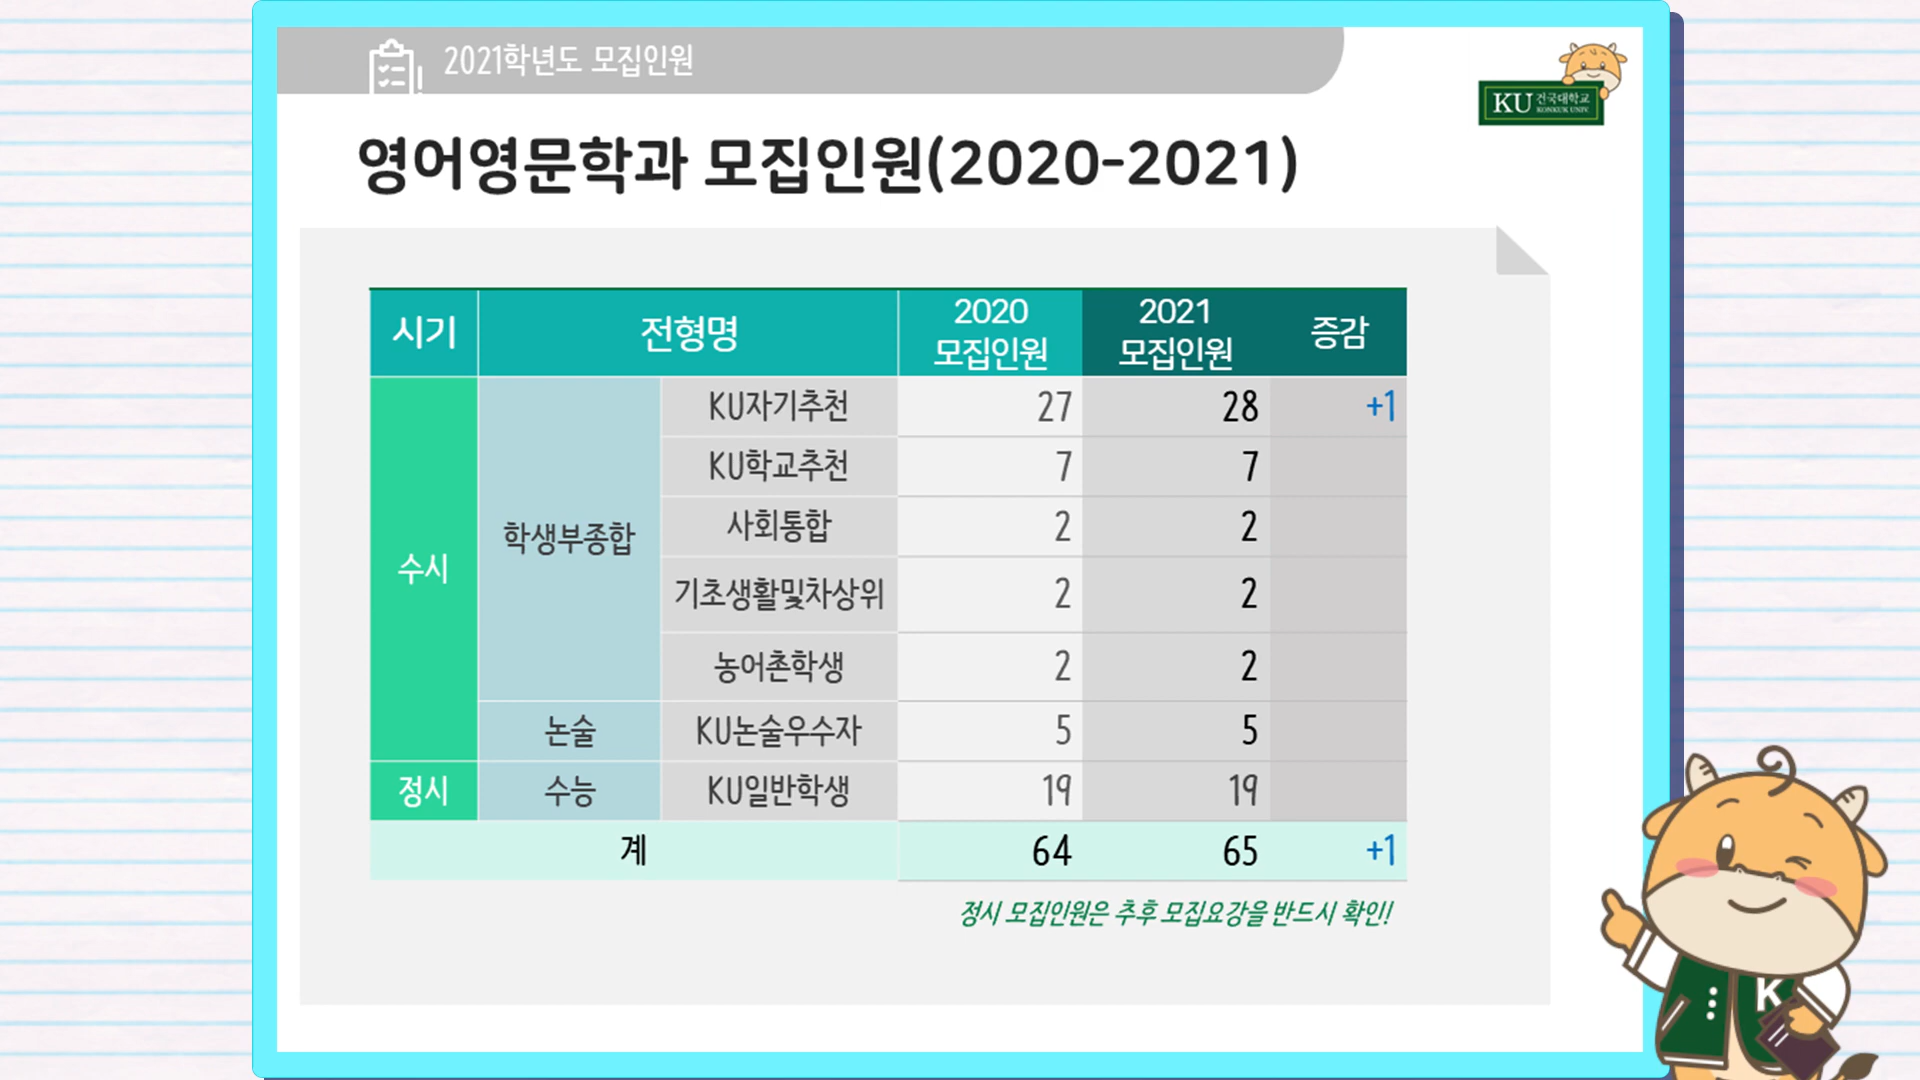 2021학년도 모집인원
KU 건국대학교
KONKUK UNIV.
영어영문학과 모집인원(2020-2021)
시기 전형명 2020 모집인원 2021 모집인원 증감
수시 학생부종합 KU자기추천 27 28 +1
KU학교추천 7 7
사회통합 2 2
기초생활및차상위 2 2
농어촌학생 2 2
논술 KU논술우수자 5 5
정시 수능 KU일반학생 19 19
계 64 65 +1
정시 모집인원은 추후 모집요강을 반드시 확인!
K